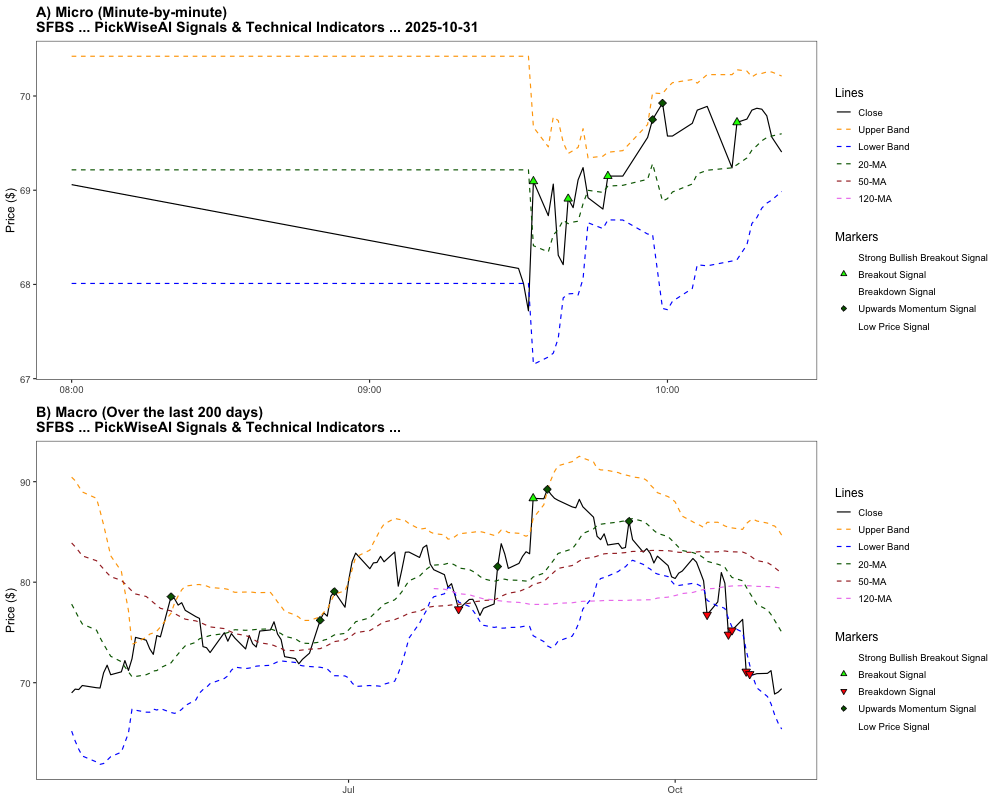 A) Micro (Minute-by-minute)
SFBS ... PickWiseAI Signals & Technical Indicators ... 2025-10-31
Price ($)
70
69
68
67
08:00
09:00
10:00
Lines
Close
Upper Band
Lower Band
20-MA
50-MA
120-MA
Markers
Strong Bullish Breakout Signal
Breakout Signal
Breakdown Signal
Upwards Momentum Signal
Low Price Signal
B) Macro (Over the last 200 days)
SFBS ... PickWiseAI Signals & Technical Indicators ...
Price ($)
90
80
70
Jul
Oct
Lines
Close
Upper Band
Lower Band
20-MA
50-MA
120-MA
Markers
Strong Bullish Breakout Signal
Breakout Signal
Breakdown Signal
Upwards Momentum Signal
Low Price Signal